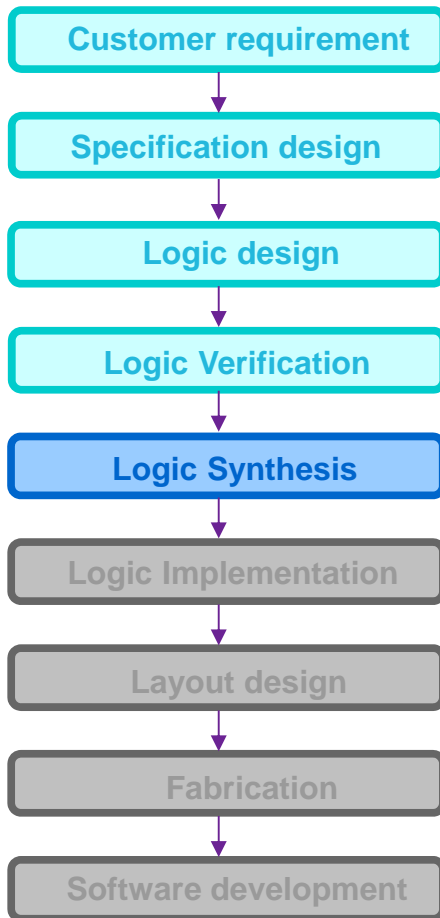 Customer requirement
Specification design
Logic design
Logic Verification
Logic Synthesis
Logic Implementation
Layout design
Fabrication
Software development